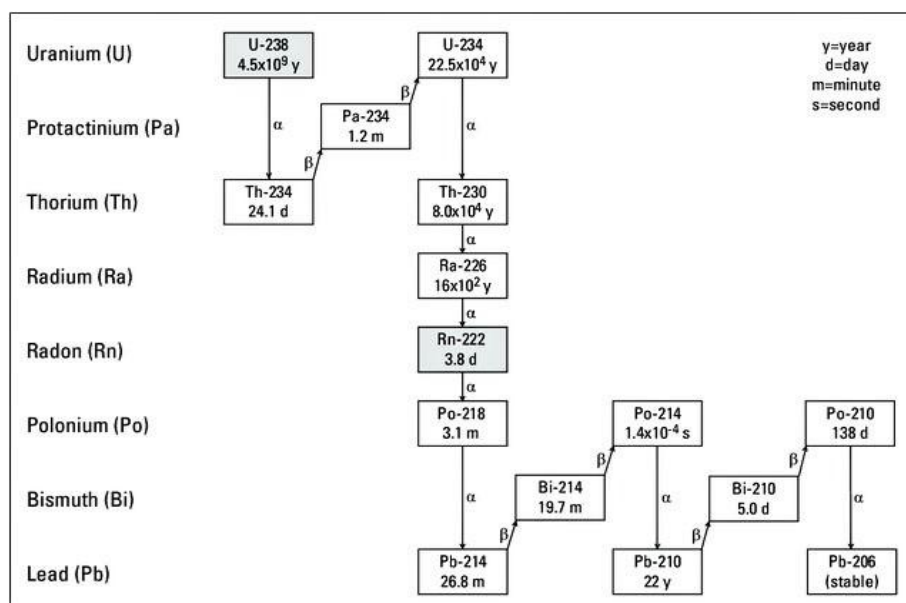 Uranium (U)
U-238
4.5x10⁹ y
U-234
22.5x10⁴ y
y=year
d=day
m=minute
s=second
β
Pa-234
1.2 m
Protactinium (Pa)
α
α
β
Thorium (Th)
Th-234
24.1 d
Th-230
8.0x10⁴ y
α
Radium (Ra)
Ra-226
16x10² y
α
Radon (Rn)
Rn-222
3.8 d
α
Polonium (Po)
Po-218
3.1 m
Po-214
1.4x10⁻⁴ s
Po-210
138 d
β
β
Bismuth (Bi)
α
Bi-214
19.7 m
α
Bi-210
5.0 d
α
β
β
Lead (Pb)
Pb-214
26.8 m
Pb-210
22 y
Pb-206
(stable)